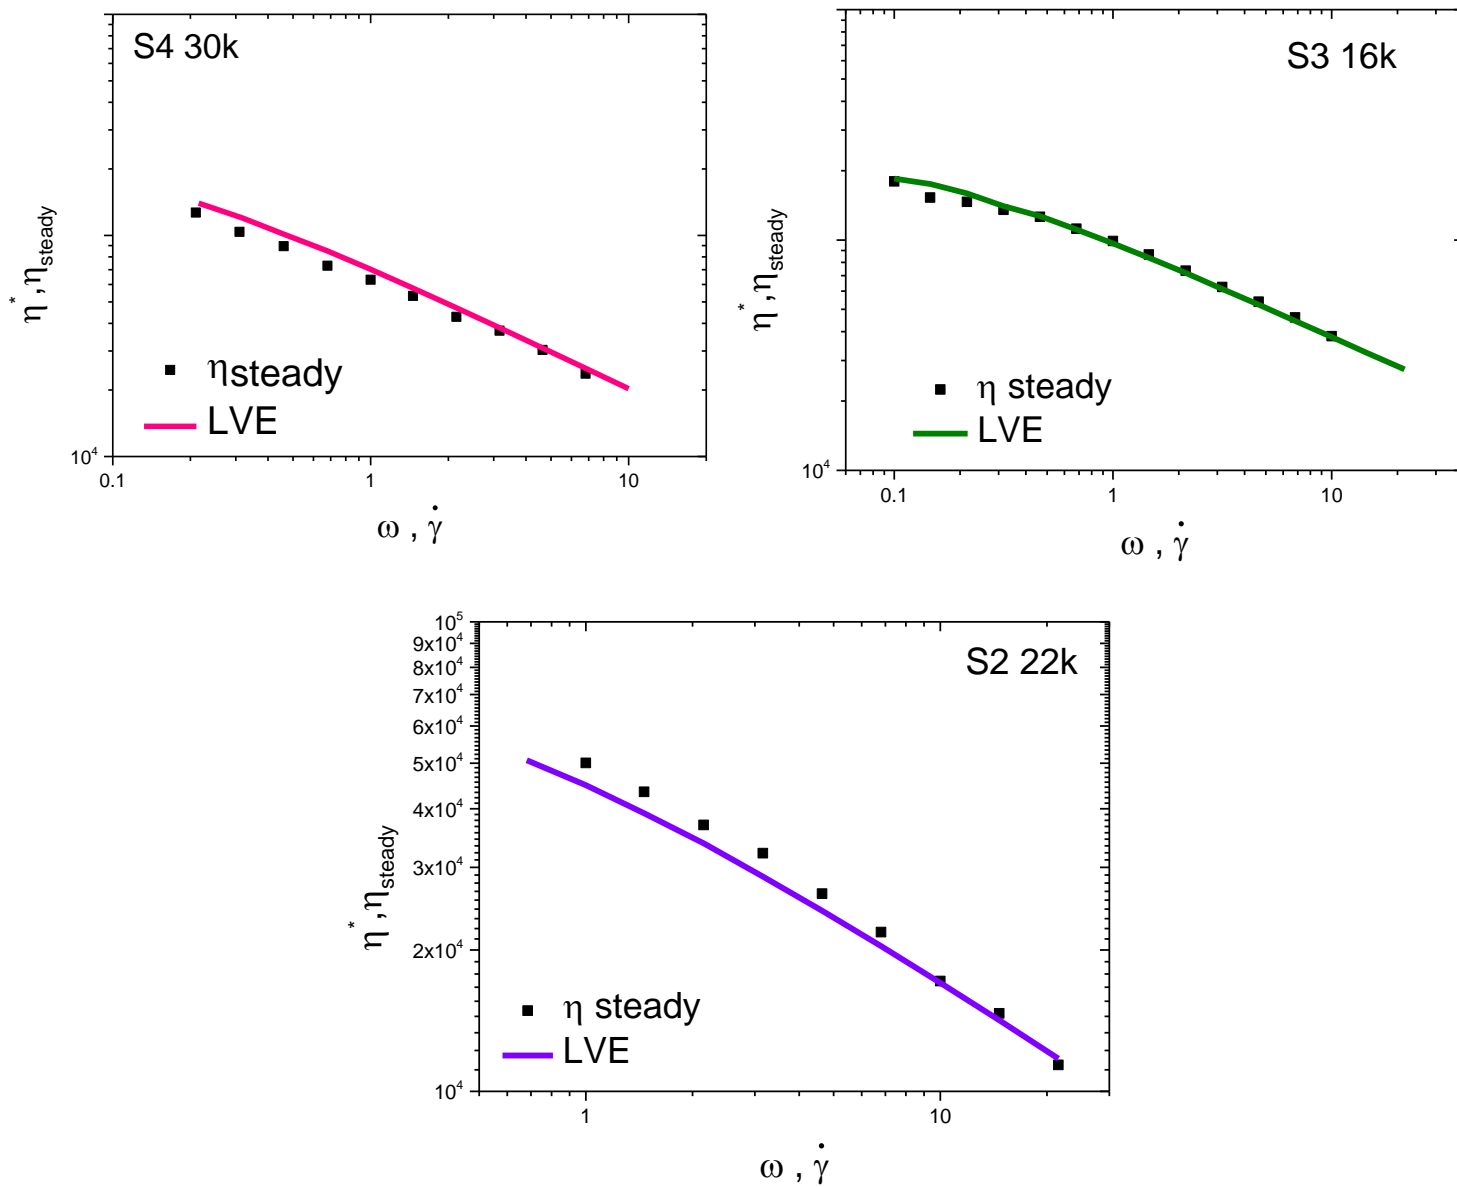 S4 30k
η*, ηsteady
ηsteady
LVE
10⁴
0.1
1
10
ω , γ̇
S3 16k
η*, ηsteady
η steady
LVE
10⁴
0.1
1
10
ω , γ̇
10⁵
9x10⁴
8x10⁴
7x10⁴
6x10⁴
5x10⁴
4x10⁴
3x10⁴
2x10⁴
10⁴
S2 22k
η*, ηsteady
η steady
LVE
1
10
ω , γ̇